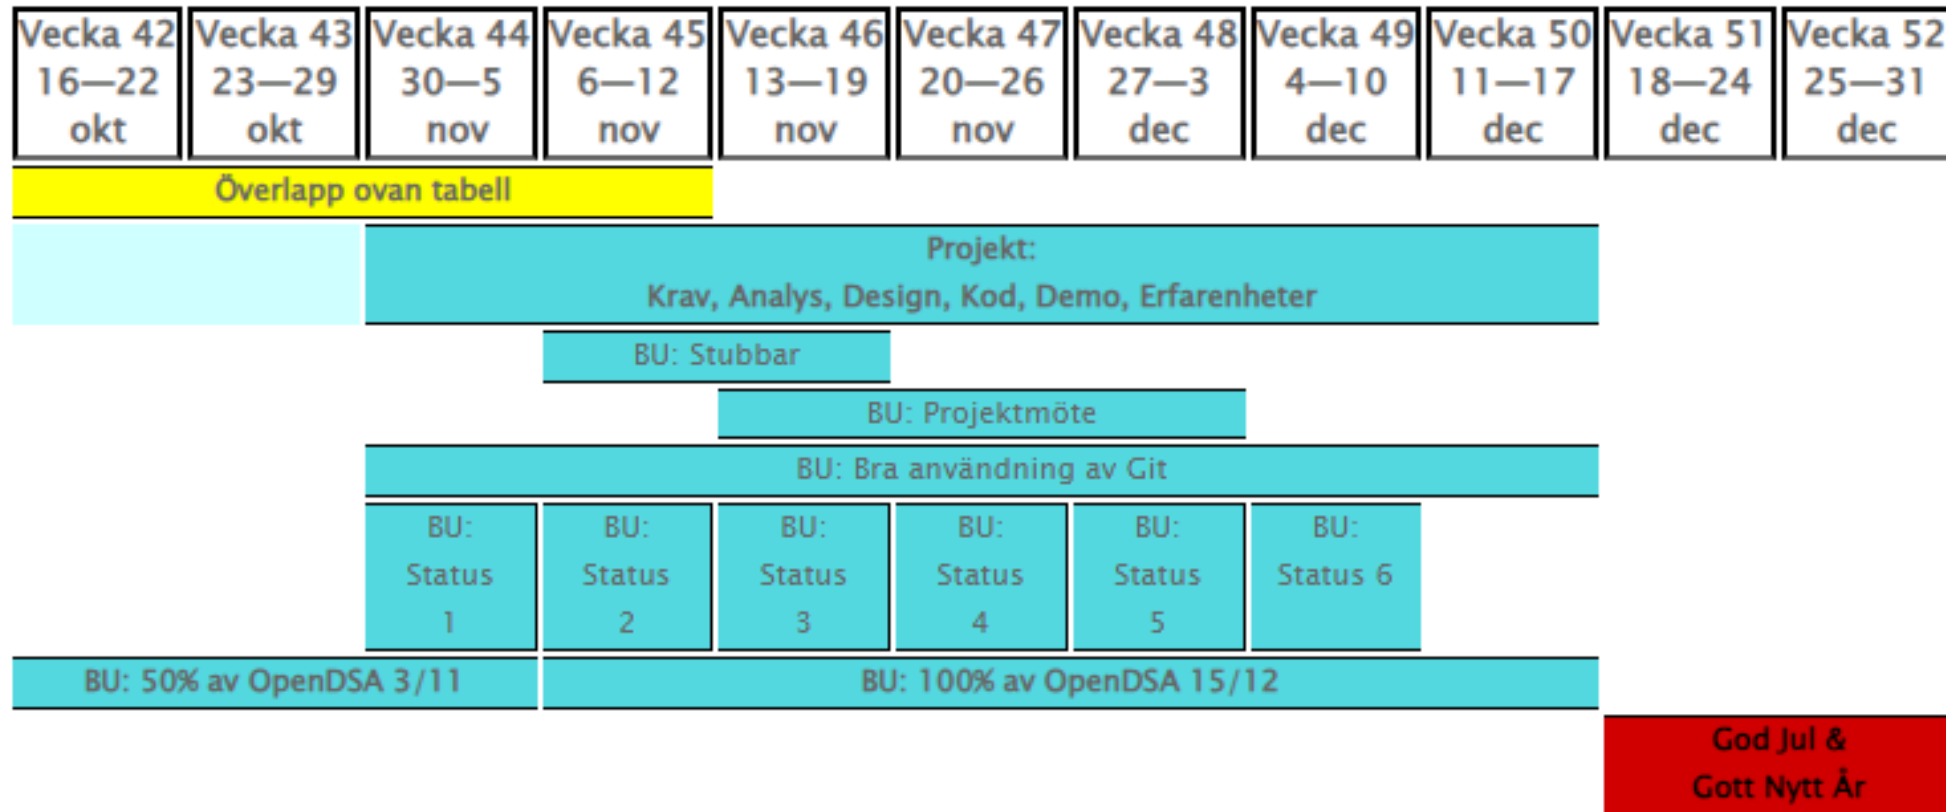 Vecka 42 Vecka 43 Vecka 44 Vecka 45 Vecka 46 Vecka 47 Vecka 48 Vecka 49 Vecka 50 Vecka 51 Vecka 52
16—22 23—29 30—5 6—12 13—19 20—26 27—3 4—10 11—17 18—24 25—31
okt okt nov nov nov nov dec dec dec dec dec
Överlapp ovan tabell
Projekt:
Krav, Analys, Design, Kod, Demo, Erfarenheter
BU: Stubbar
BU: Projektmöte
BU: Bra användning av Git
BU: BU: BU: BU: BU: BU:
Status Status Status Status Status Status 6
1 2 3 4 5
BU: 50% av OpenDSA 3/11 BU: 100% av OpenDSA 15/12
God Jul &
Gott Nytt År